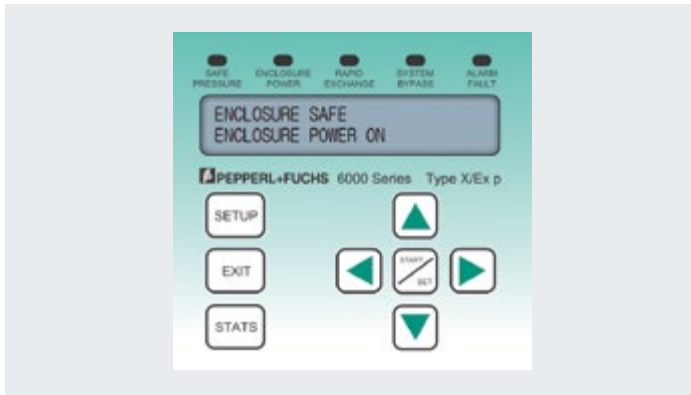 SAFE PRESSURE
ENCLOSURE POWER
RAPID EXCHANGE
SYSTEM BYPASS
ALARM FAULT
ENCLOSURE SAFE
ENCLOSURE POWER ON
PEPPERL+FUCHS 6000 Series Type X/Ex p
SETUP
EXIT
START/SET
STATS